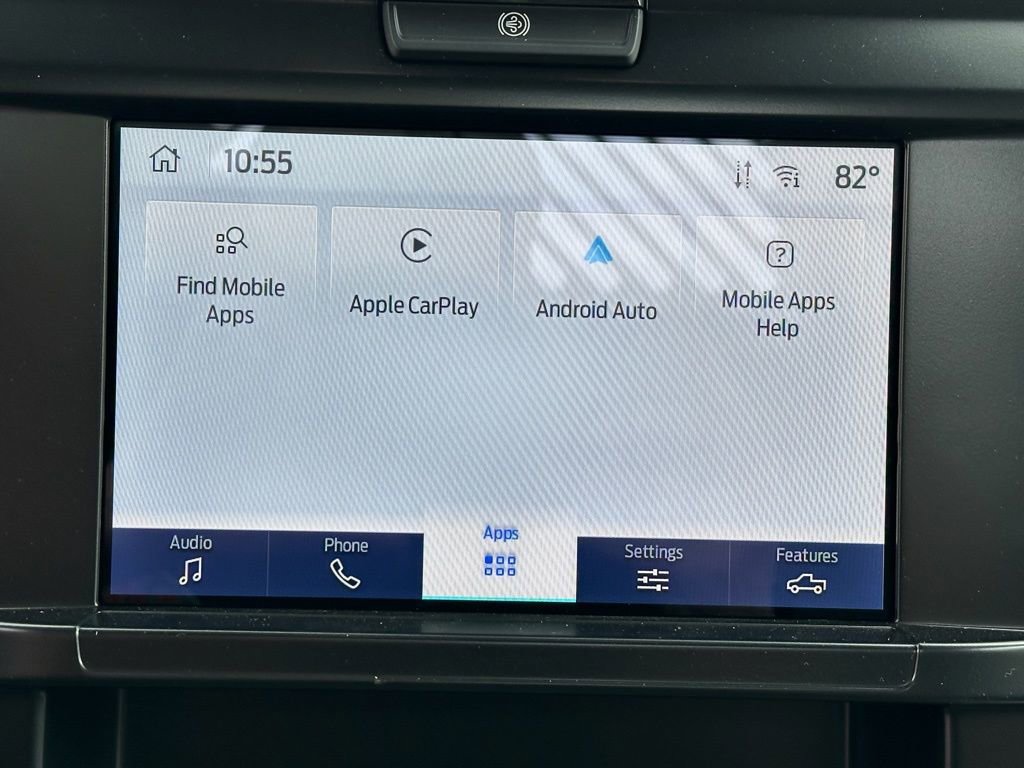 10:55
82°
Find Mobile
Apps
Apple CarPlay
Android Auto
Mobile Apps
Help
Audio
Phone
Apps
Settings
Features